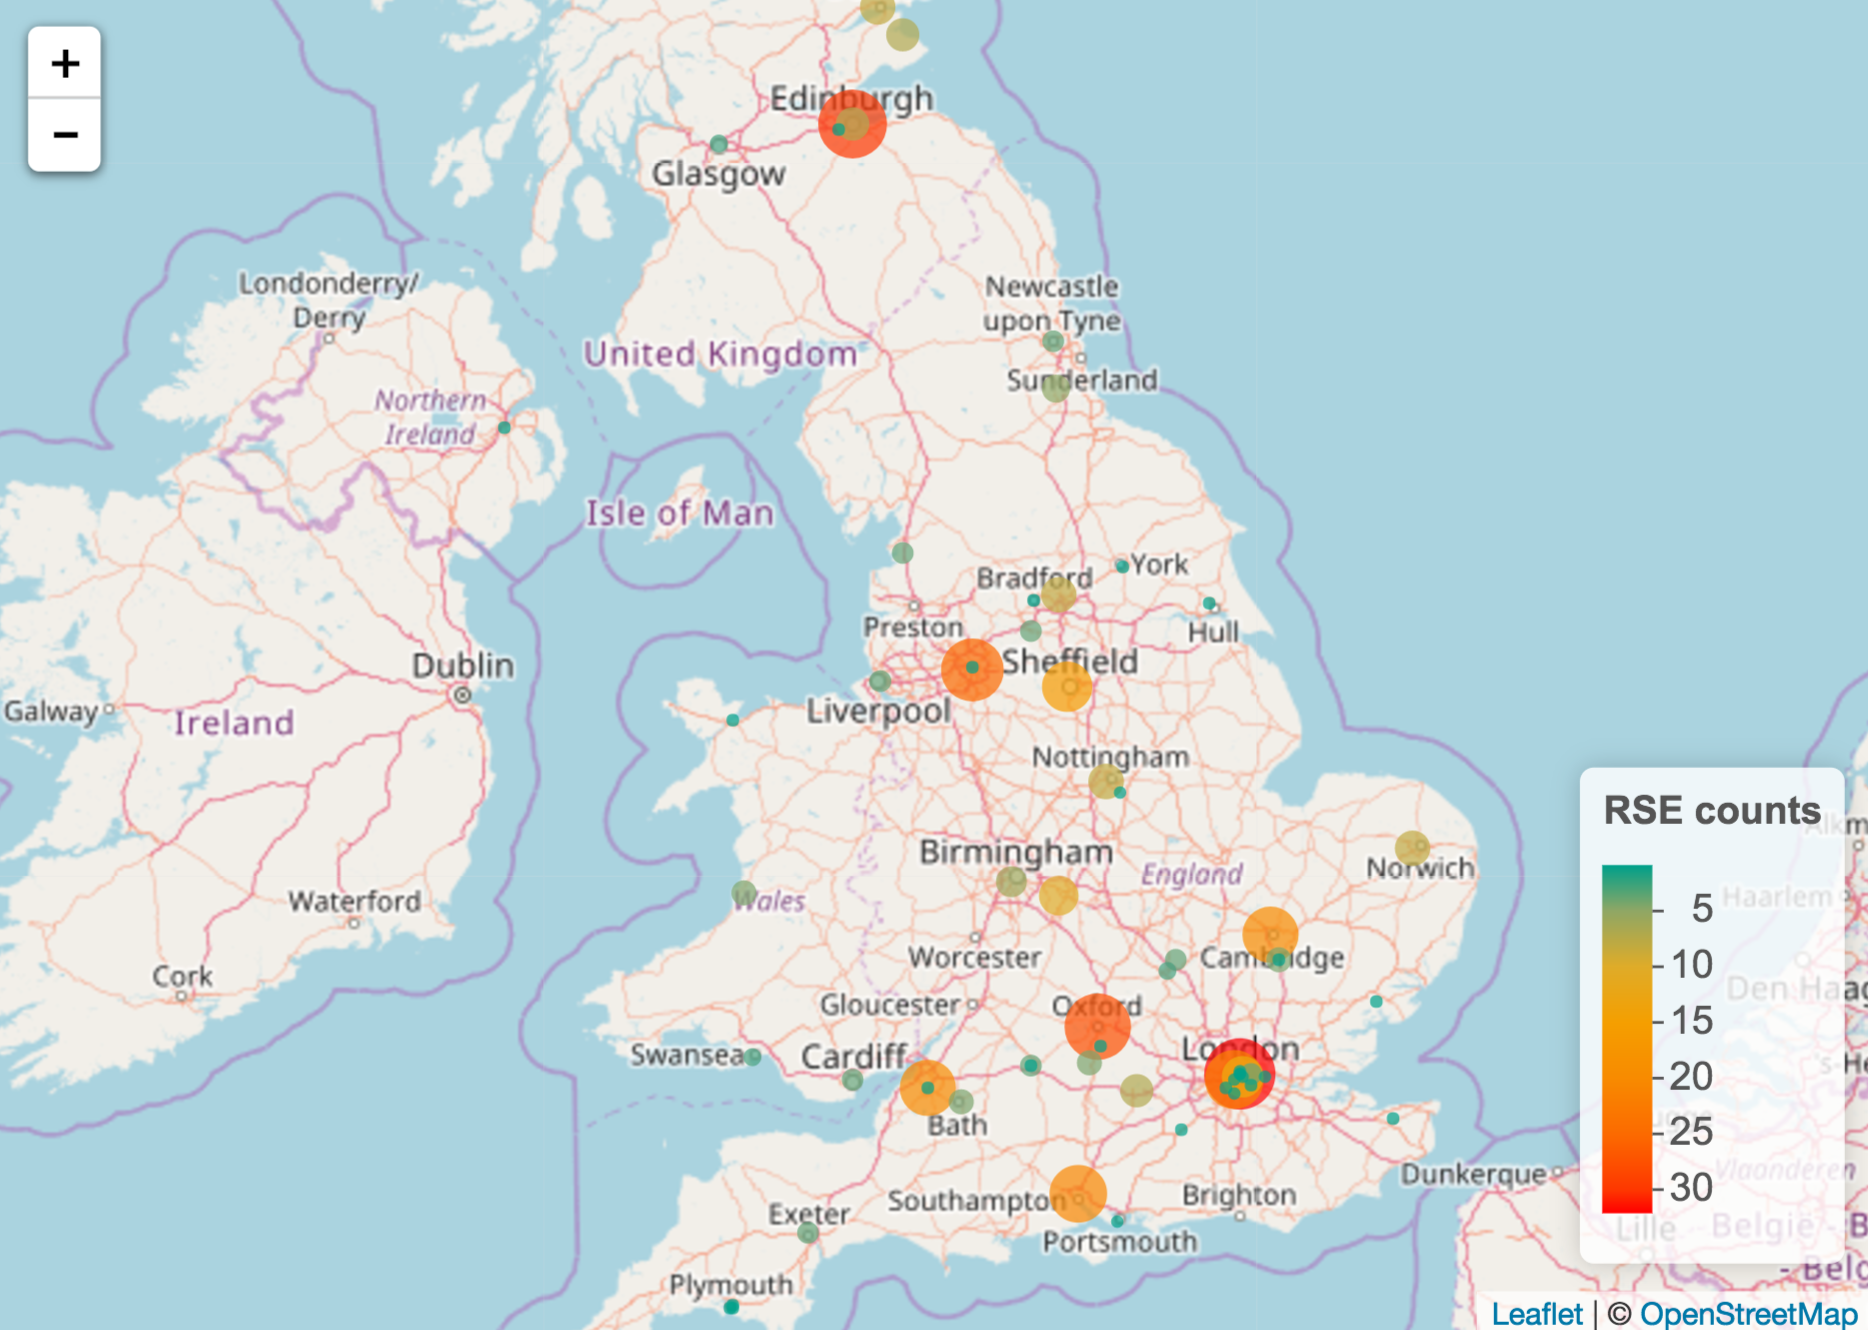 +
−
Edinburgh
Glasgow
Londonderry/
Derry
Newcastle
upon Tyne
United Kingdom
Sunderland
Northern
Ireland
Isle of Man
York
Bradford
Preston
Hull
Dublin
Sheffield
Galway
Ireland
Liverpool
Nottingham
RSE counts
Birmingham
England
Norwich
Wales
Waterford
5
Haarlem
Worcester
Cambridge
10
Cork
Den Haag
Gloucester
Oxford
15
Swansea
Cardiff
London
20
Bath
25
Dunkerque
Vlaanderen
Southampton
Brighton
30
Exeter
Lille
België - B
Portsmouth
- Belg
Plymouth
Leaflet | © OpenStreetMap